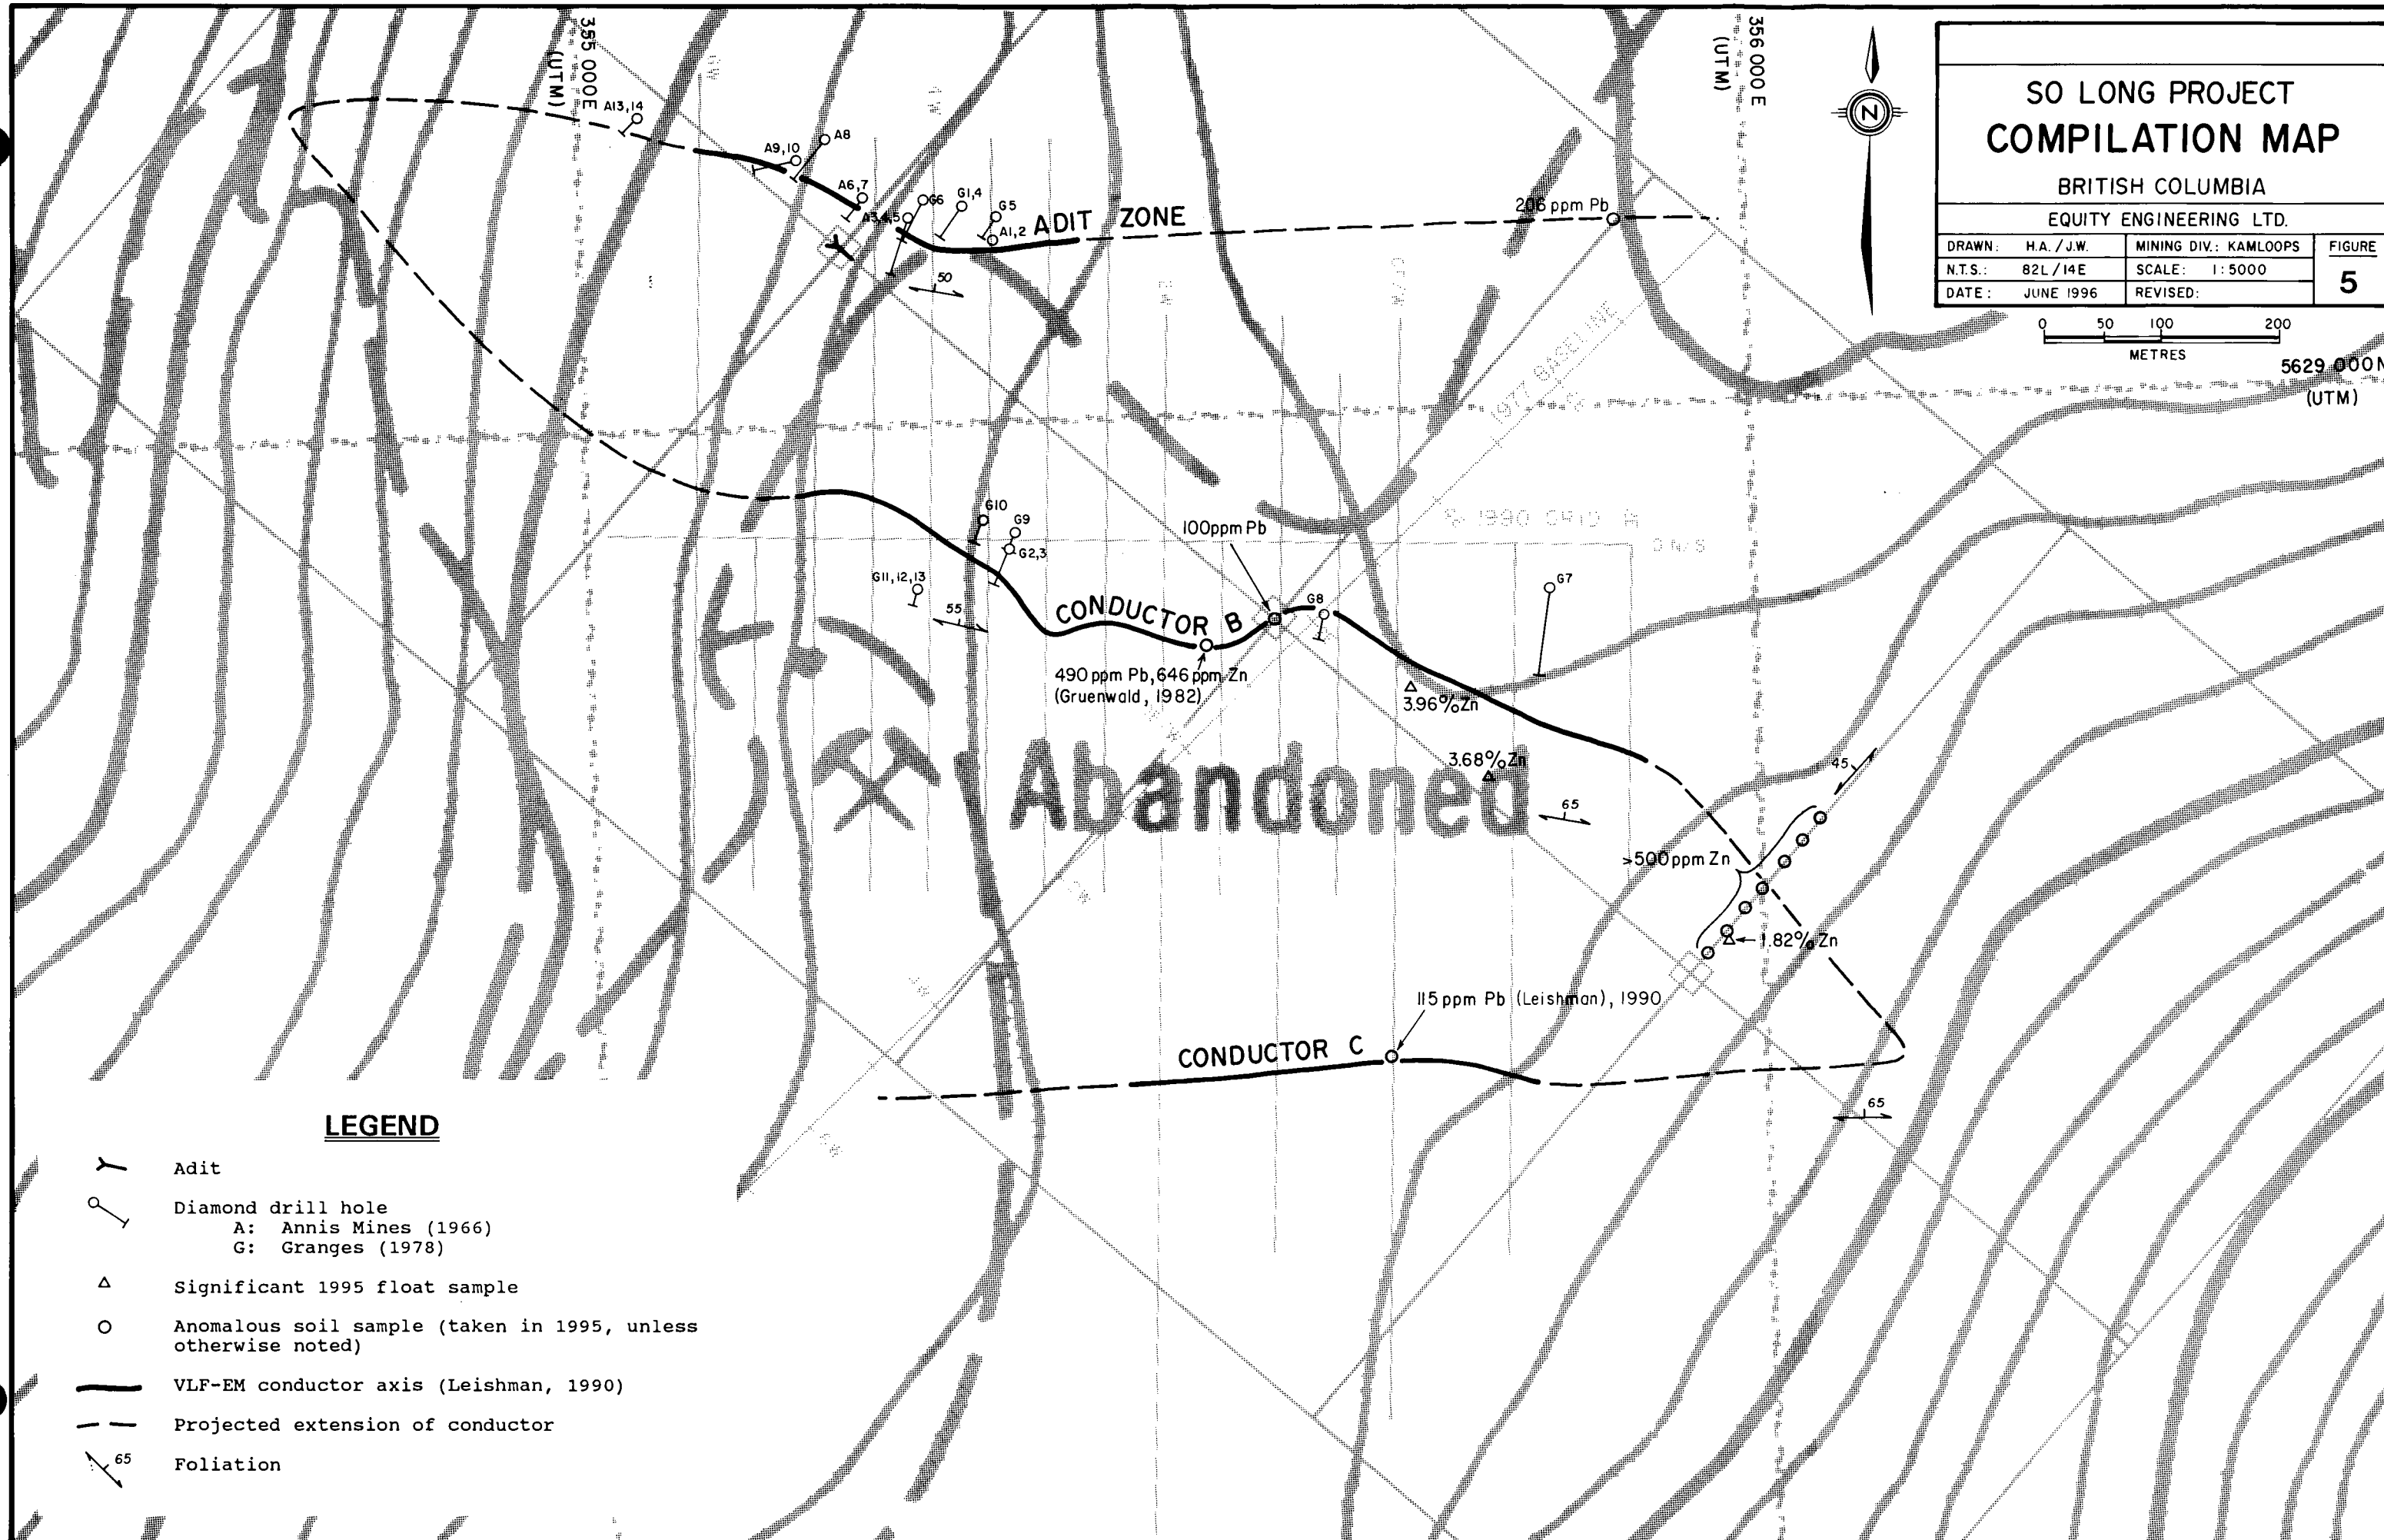 355 000E
(UTM)
356 000E
(UTM)
SO LONG PROJECT
COMPILATION MAP
BRITISH COLUMBIA
EQUITY ENGINEERING LTD.
DRAWN: H.A. / J.W.
MINING DIV.: KAMLOOPS
FIGURE
N.T.S.: 82L/14E
SCALE: 1:5000
5
DATE: JUNE 1996
REVISED:
N
0 50 100 200
METRES
5629 000N
(UTM)
A13,14
A9,10
A8
A6,7
A3,4,5
G6
G1,4
G5
A1,2
ADIT ZONE
206 ppm Pb
50
1977 BASELINE
1990 GRID
0 N/S
G10
G9
G2,3
G11,12,13
55
100ppm Pb
CONDUCTOR B
G8
G7
490 ppm Pb, 646 ppm Zn
(Gruenwald, 1982)
3.96% Zn
3.68% Zn
Abandoned
65
45
>500ppm Zn
1.82% Zn
115 ppm Pb (Leishman), 1990
CONDUCTOR C
65
LEGEND
Adit
Diamond drill hole
A: Annis Mines (1966)
G: Granges (1978)
Significant 1995 float sample
Anomalous soil sample (taken in 1995, unless
otherwise noted)
VLF-EM conductor axis (Leishman, 1990)
Projected extension of conductor
65
Foliation